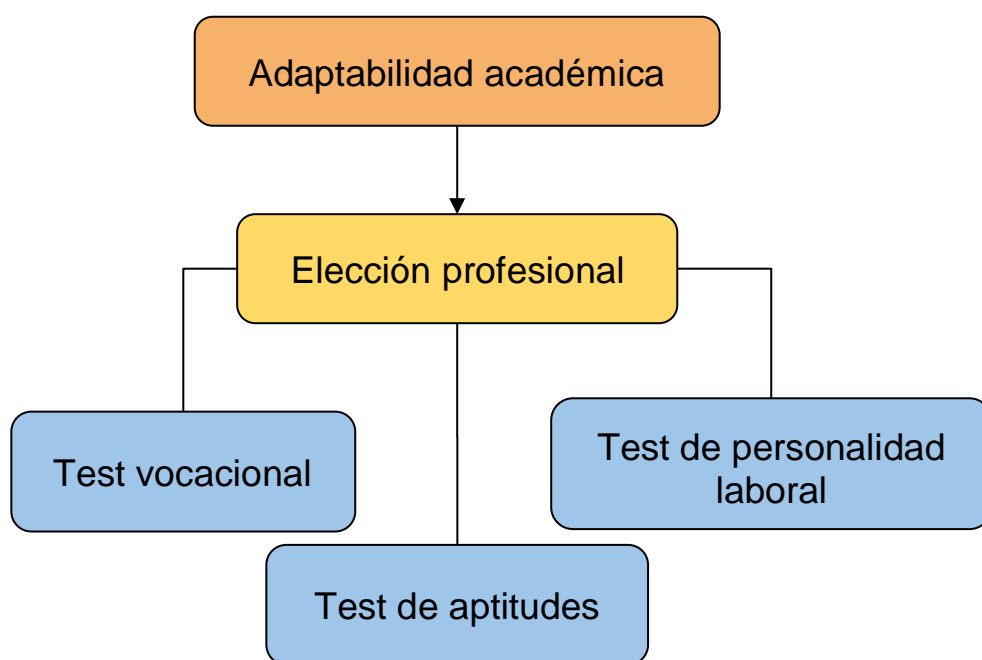 Adaptabilidad académica
Elección profesional
Test vocacional
Test de personalidad
laboral
Test de aptitudes